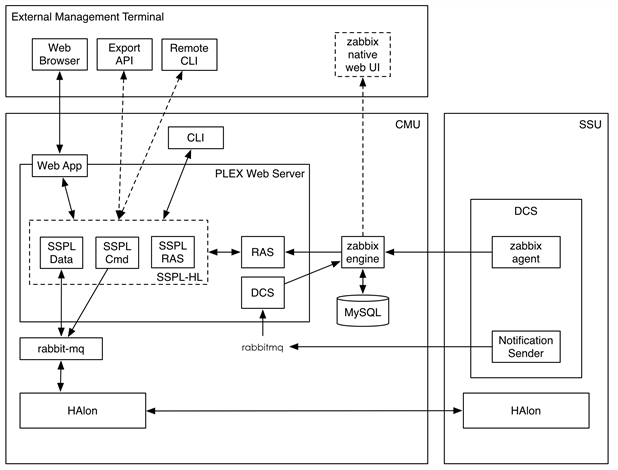 External Management Terminal
Web
Browser
Export
API
Remote
CLI
zabbix
native
web UI
CMU
SSU
CLI
Web App
PLEX Web Server
DCS
SSPL
Data
SSPL
Cmd
SSPL
RAS
SSPL-HL
RAS
zabbix
engine
zabbix
agent
DCS
MySQL
rabbit-mq
rabbitmq
Notification
Sender
HAlon
HAlon